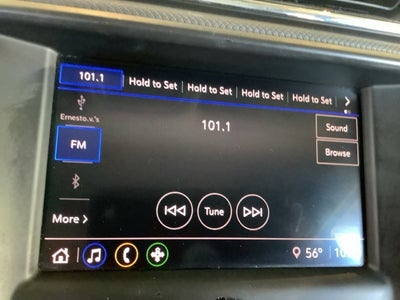 101.1 Hold to Set Hold to Set Hold to Set Hold to Set
Ernesto.v.'s
101.1
Sound
FM
Browse
Tune
More
56°